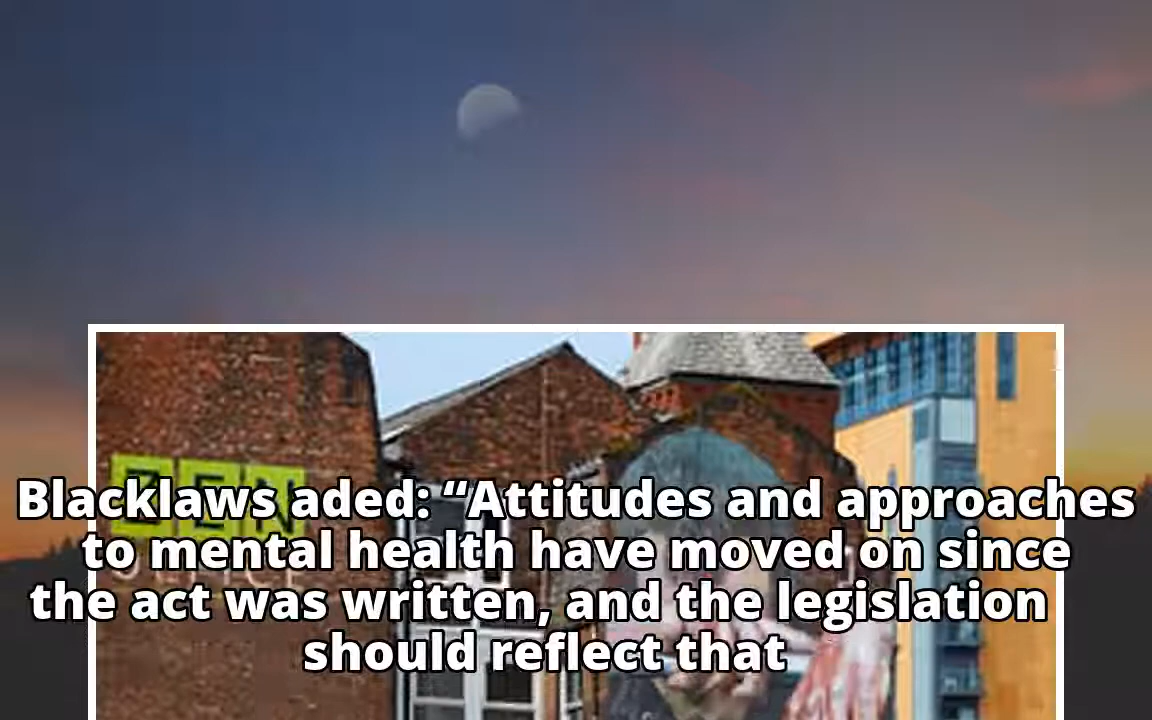 Blacklaws aded: “Attitudes and approaches
to mental health have moved on since
the act was written, and the legislation
should reflect that